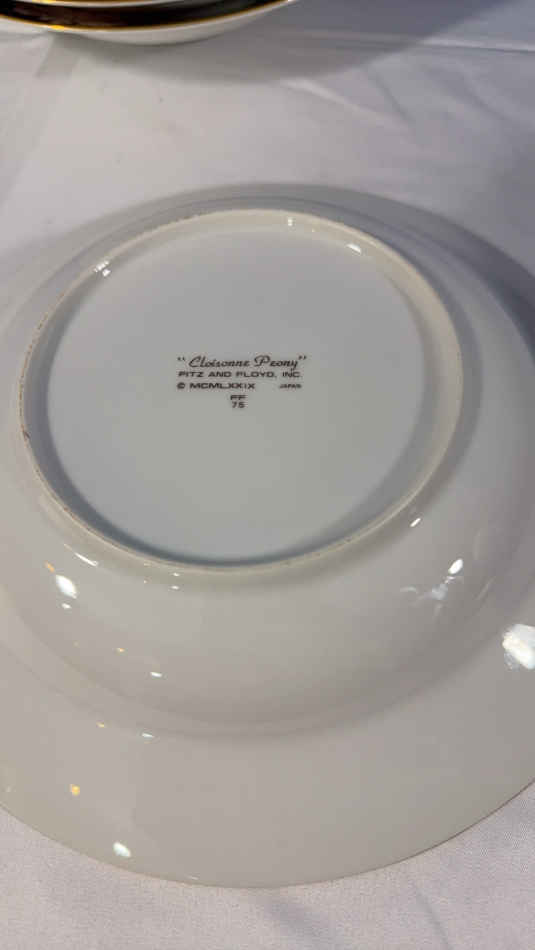 "Cloisonne Peony"
FITZ AND FLOYD, INC.
© MCMLXXIX JAPAN
FF
75